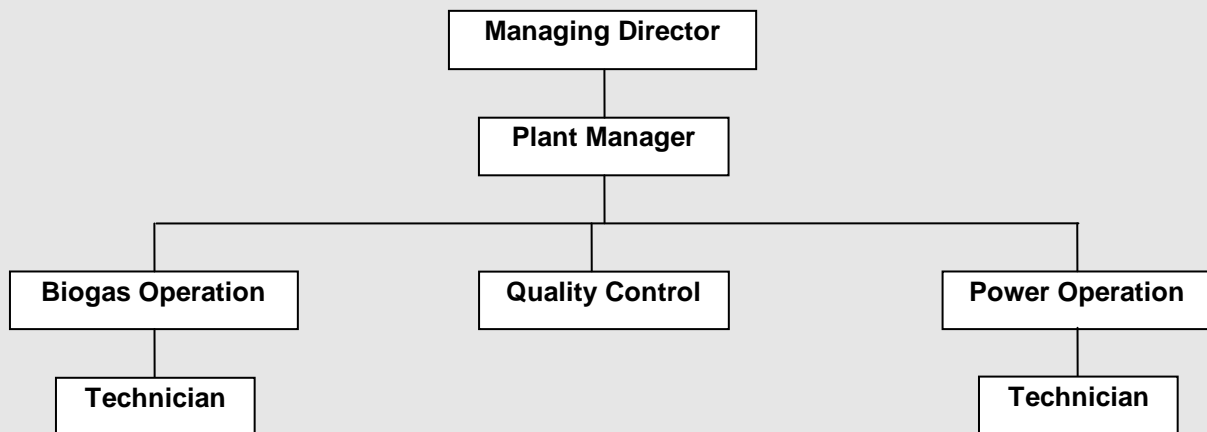 Managing Director
Plant Manager
Biogas Operation
Quality Control
Power Operation
Technician
Technician